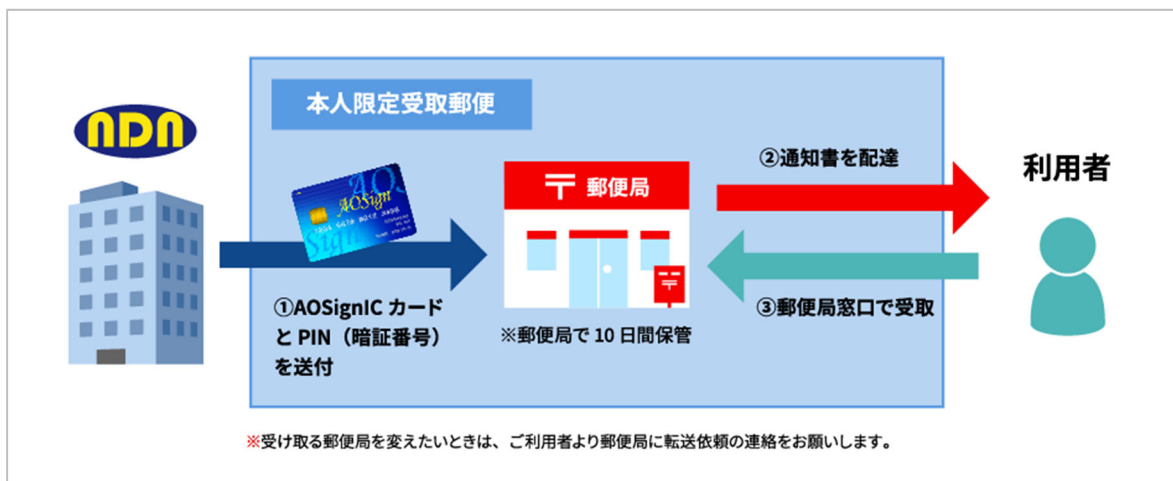 本人限定受取郵便
NDN
AOSign
郵便局
②通知書を配達
利用者
①AOSignIC カード
と PIN（暗証番号）
を送付
※郵便局で 10 日間保管
③郵便局窓口で受取
※受け取る郵便局を変えたいときは、ご利用者より郵便局に転送依頼の連絡をお願いします。